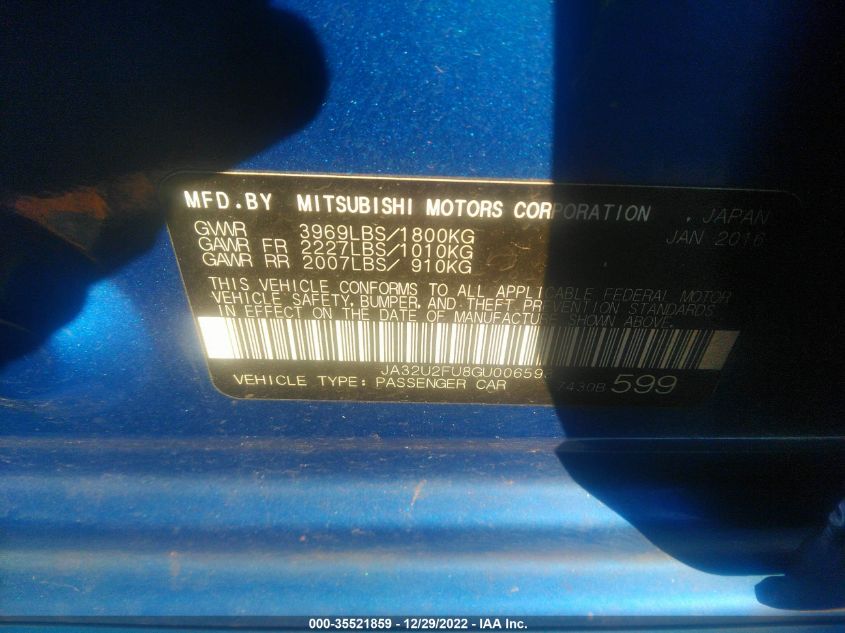 MFD.BY MITSUBISHI MOTORS CORPORATION , JAPAN
JAN 2016
GVWR 3969LBS/1800KG
GAWR FR 2227LBS/1010KG
GAWR RR 2007LBS/ 910KG
THIS VEHICLE CONFORMS TO ALL APPLICABLE FEDERAL MOTOR
VEHICLE SAFETY, BUMPER, AND THEFT PREVENTION STANDARDS
IN EFFECT ON THE DATE OF MANUFACTURE SHOWN ABOVE.
JA32U2FU8GU006598
VEHICLE TYPE: PASSENGER CAR 7430B 599
000-35521859 - 12/29/2022 - IAA Inc.